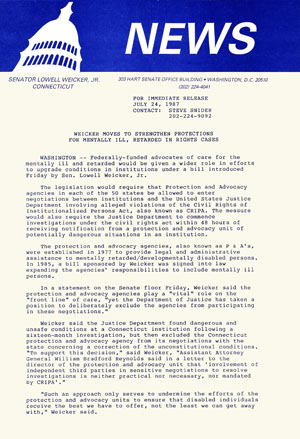 NEWS
SENATOR LOWELL WEICKER, JR.
CONNECTICUT
303 HART SENATE OFFICE BUILDING • WASHINGTON, D.C. 20510
(202) 224-4041
FOR IMMEDIATE RELEASE
JULY 24, 1987
CONTACT: STEVE SNIDER
202-224-9092
WEICKER MOVES TO STRENGTHEN PROTECTIONS
FOR MENTALLY ILL, RETARDED IN RIGHTS CASES
WASHINGTON -- Federally-funded advocates of care for the
mentally ill and retarded would be given a wider role in efforts
to upgrade conditions in institutions under a bill introduced
Friday by Sen. Lowell Weicker, Jr.
The legislation would require that Protection and Advocacy
agencies in each of the 50 states be allowed to enter
negotiations between institutions and the United States Justice
Department involving alleged violations of the Civil Rights of
Institutionalized Persons Act, also known as CRIPA. The measure
would also require the Justice Department to commence
investigations under the civil rights act within 48 hours of
receiving notification from a protection and advocacy unit of
potentially dangerous situations in an institution.
The protection and advocacy agencies, also known as P & A's,
were established in 1977 to provide legal and administrative
assistance to mentally retarded/developmentally disabled persons.
In 1985, a bill sponsored by Weicker was signed into law
expanding the agencies' responsibilities to include mentally ill
persons.
In a statement on the Senate floor Friday, Weicker said the
protection and advocacy agencies play a "vital" role on the
"front line" of care, "yet the Department of Justice has taken a
position to deliberately exclude the agencies from participating
in these negotiations."
Weicker said the Justice Department found dangerous and
unsafe conditions at a Connecticut institution following a
sixteen-month investigation, but then excluded the Connecticut
protection and advocacy agency from its negotiations with the
state concerning a correction of the unconstitutional conditions.
"To support this decision," said Weicker, "Assistant Attorney
General William Bradford Reynolds said in a letter to the
director of the protection and advocacy unit that 'involvement of
independent third parties in sensitive negotiations to resolve
investigations is neither practical nor necessary, nor mandated
by CRIPA'."
"Such an approach only serves to undermine the efforts of the
protection and advocacy units to ensure that disabled individuals
receive the best we have to offer, not the least we can get away
with," Weicker said.